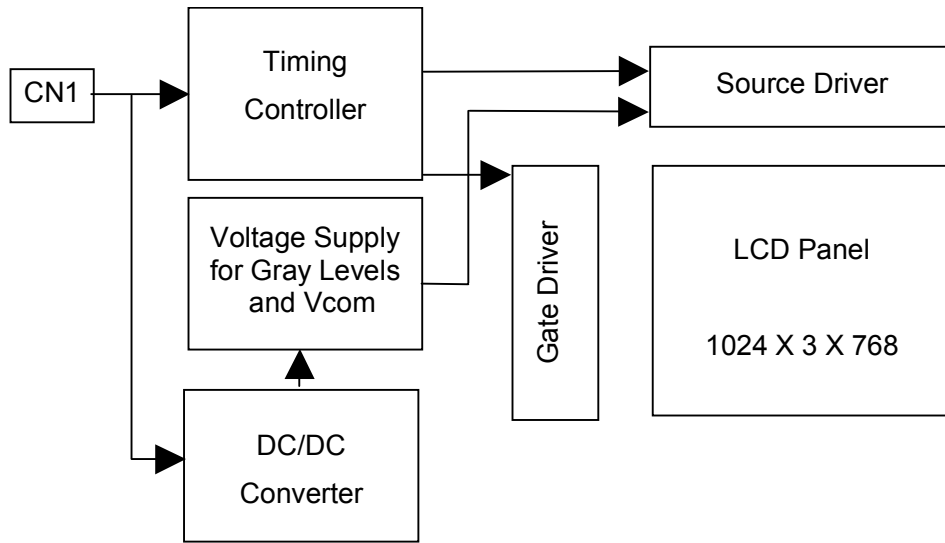 CN1
Timing
Controller
Source Driver
Voltage Supply
for Gray Levels
and Vcom
Gate Driver
LCD Panel
1024 X 3 X 768
DC/DC
Converter